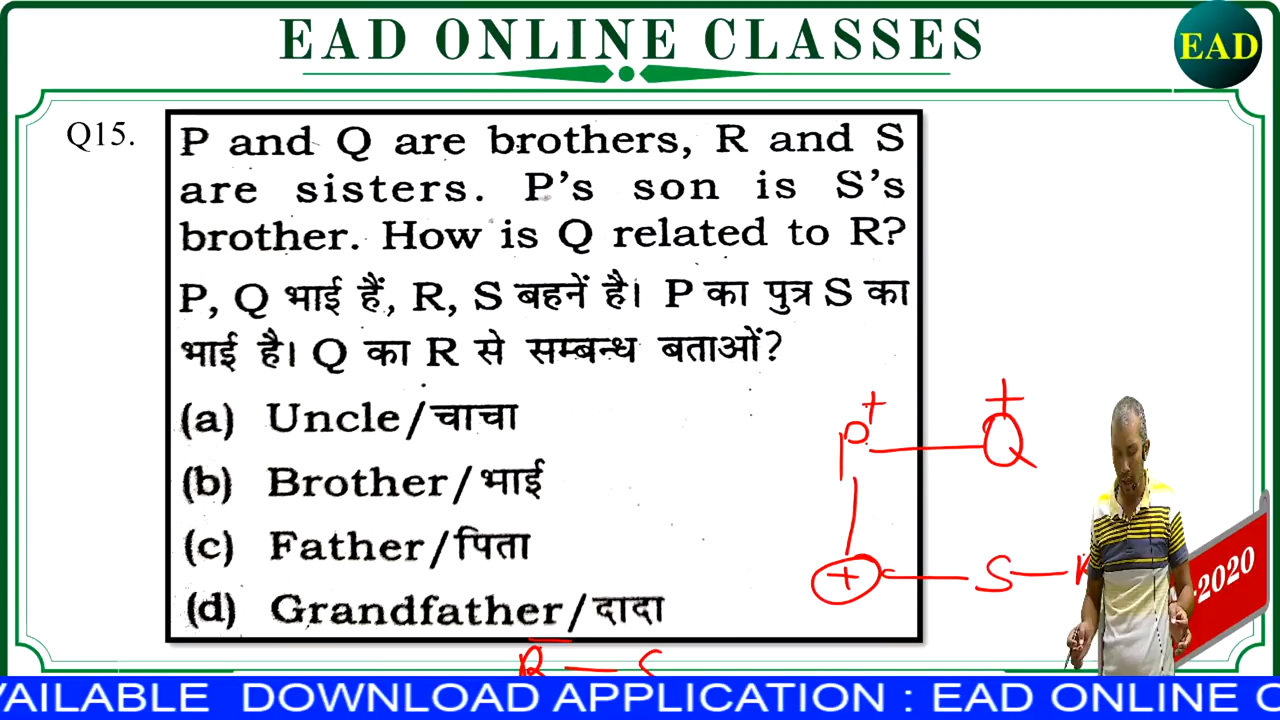 EAD ONLINE CLASSES
EAD
Q15.
P and Q are brothers, R and S
are sisters. P's son is S's
brother. How is Q related to R?
P, Q भाई हैं, R, S बहनें है। P का पुत्र S का
भाई है। Q का R से सम्बन्ध बताओं?
(a) Uncle/चाचा
(b) Brother/भाई
(c) Father/पिता
(d) Grandfather/दादा
+ +
P Q
+ S
R S
-2020
VAILABLE DOWNLOAD APPLICATION : EAD ONLINE C